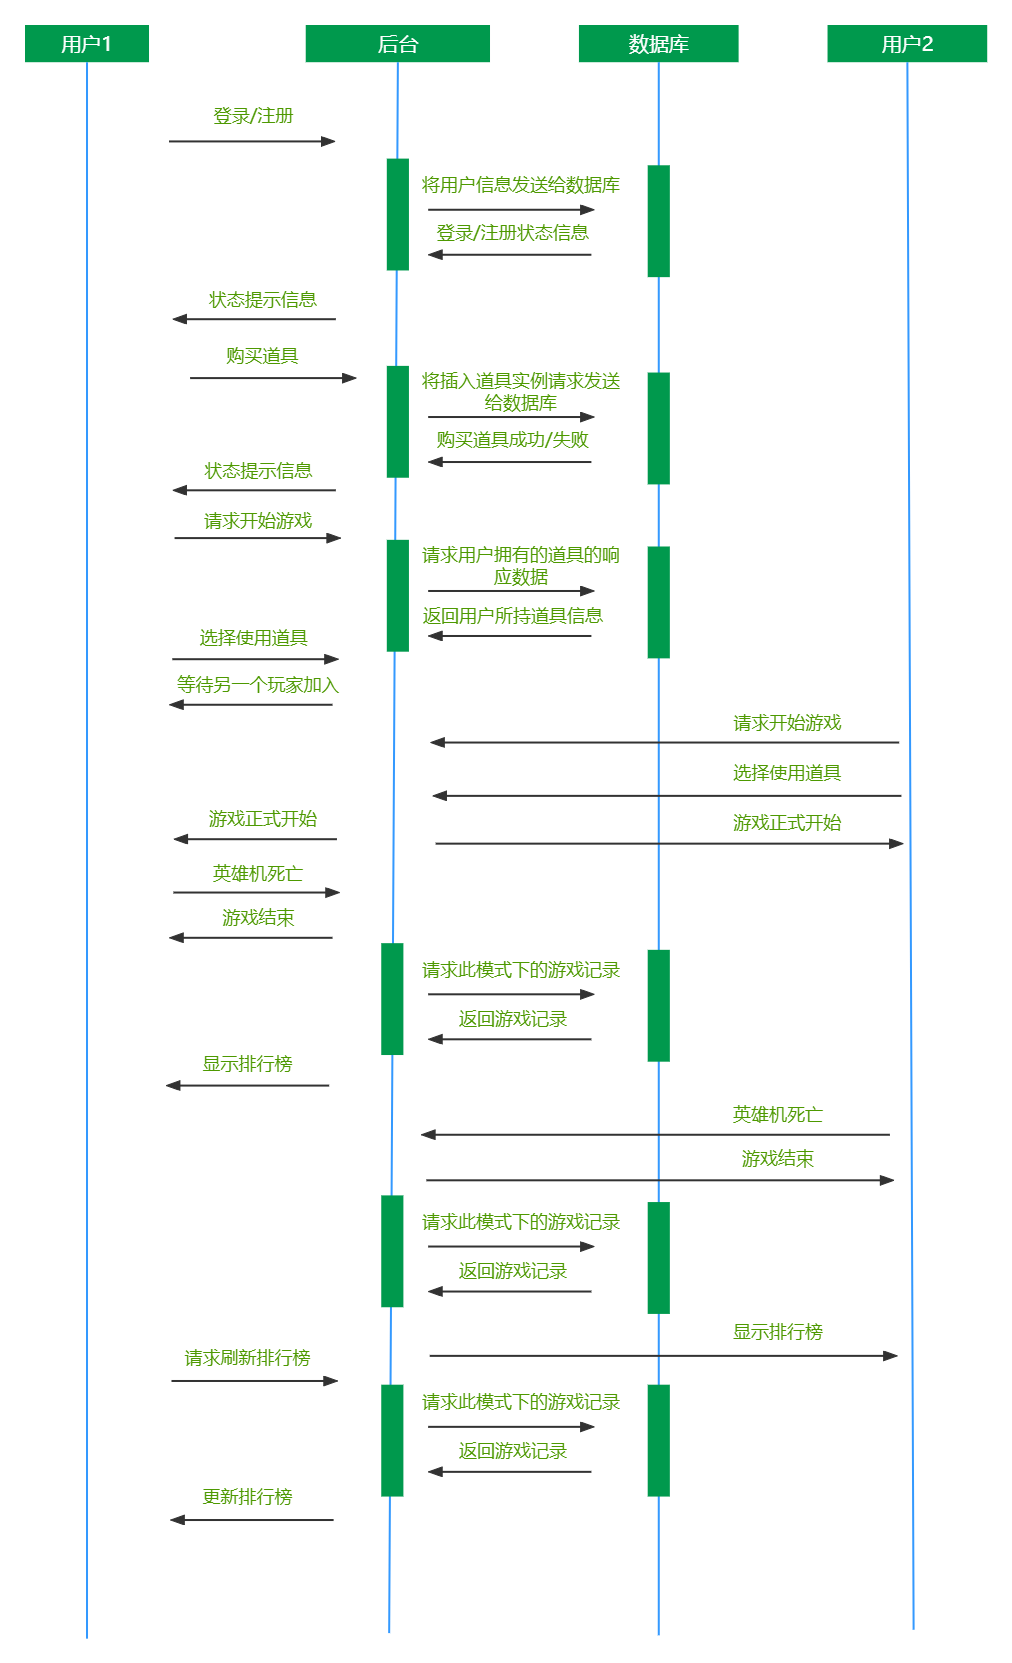 用户1
后台
数据库
用户2
登录/注册
将用户信息发送给数据库
登录/注册状态信息
状态提示信息
购买道具
将插入道具实例请求发送
给数据库
购买道具成功/失败
状态提示信息
请求开始游戏
请求用户拥有的道具的响
应数据
返回用户所持道具信息
选择使用道具
等待另一个玩家加入
请求开始游戏
选择使用道具
游戏正式开始
游戏正式开始
英雄机死亡
游戏结束
请求此模式下的游戏记录
返回游戏记录
显示排行榜
英雄机死亡
游戏结束
请求此模式下的游戏记录
返回游戏记录
显示排行榜
请求刷新排行榜
请求此模式下的游戏记录
返回游戏记录
更新排行榜